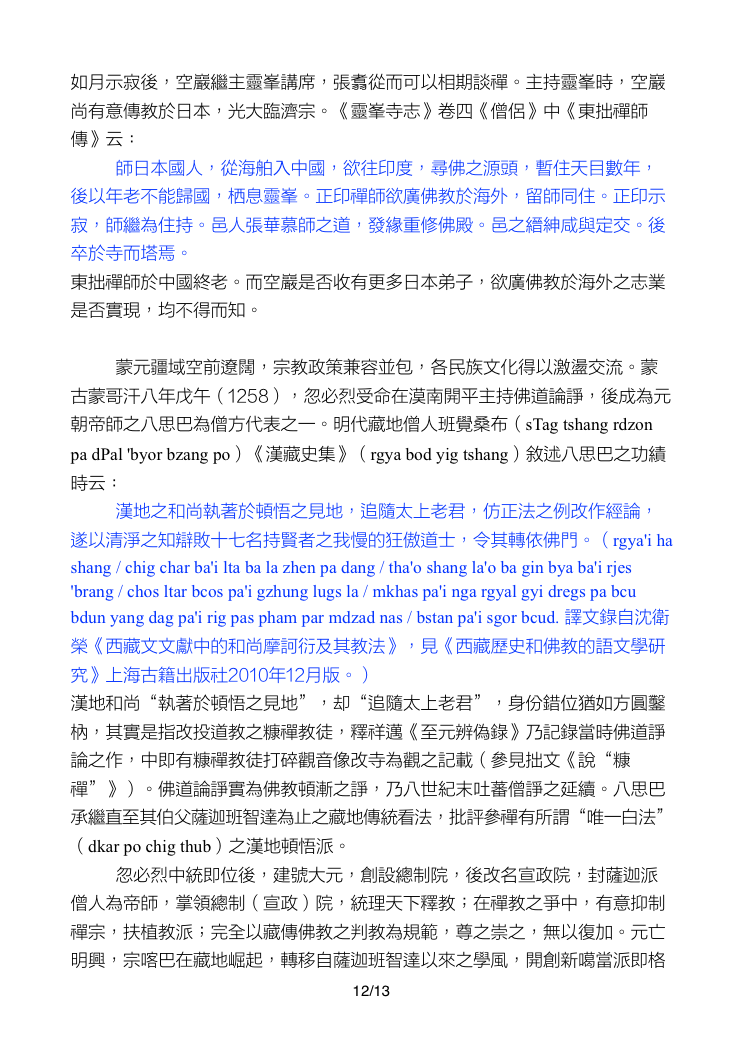 如月示寂後，空巖繼主靈峯講席，張翥從而可以相期談禪。主持靈峯時，空巖
尚有意傳教於日本，光大臨濟宗。《靈峯寺志》卷四《僧侶》中《東拙禪師
傳》云：
師日本國人，從海舶入中國，欲往印度，尋佛之源頭，暫住天目數年，
後以年老不能歸國，栖息靈峯。正印禪師欲廣佛教於海外，留師同住。正印示
寂，師繼為住持。邑人張華慕師之道，發緣重修佛殿。邑之縉紳咸與定交。後
卒於寺而塔焉。
東拙禪師於中國終老。而空巖是否收有更多日本弟子，欲廣佛教於海外之志業
是否實現，均不得而知。
蒙元疆域空前遼闊，宗教政策兼容並包，各民族文化得以激盪交流。蒙
古蒙哥汗八年戊午（1258），忽必烈受命在漠南開平主持佛道論諍，後成為元
朝帝師之八思巴為僧方代表之一。明代藏地僧人班覺桑布（sTag tshang rdzon
pa dPal 'byor bzang po）《漢藏史集》（rgya bod yig tshang）敘述八思巴之功績
時云：
漢地之和尚執著於頓悟之見地，追隨太上老君，仿正法之例改作經論，
遂以清淨之知辯敗十七名持賢者之我慢的狂傲道士，令其轉依佛門。（rgya'i ha
shang / chig char ba'i lta ba la zhen pa dang / tha'o shang la'o ba gin bya ba'i rjes
'brang / chos ltar bcos pa'i gzhung lugs la / mkhas pa'i nga rgyal gyi dregs pa bcu
bdun yang dag pa'i rig pas pham par mdzad nas / bstan pa'i sgor bcud. 譯文錄自沈衛
榮《西藏文文獻中的和尚摩訶衍及其教法》，見《西藏歷史和佛教的語文學研
究》上海古籍出版社2010年12月版。）
漢地和尚“執著於頓悟之見地”，却“追隨太上老君”，身份錯位猶如方圓鑿
枘，其實是指改投道教之糠禪教徒，釋祥邁《至元辨偽錄》乃記錄當時佛道諍
論之作，中即有糠禪教徒打碎觀音像改寺為觀之記載（參見拙文《說“糠
禪”》）。佛道論諍實為佛教頓漸之諍，乃八世紀末吐蕃僧諍之延續。八思巴
承繼直至其伯父薩迦班智達為止之藏地傳統看法，批評參禪有所謂“唯一白法”
（dkar po chig thub）之漢地頓悟派。
忽必烈中統即位後，建號大元，創設總制院，後改名宣政院，封薩迦派
僧人為帝師，掌領總制（宣政）院，統理天下釋教；在禪教之爭中，有意抑制
禪宗，扶植教派；完全以藏傳佛教之判教為規範，尊之崇之，無以復加。元亡
明興，宗喀巴在藏地崛起，轉移自薩迦班智達以來之學風，開創新噶當派即格
12/13